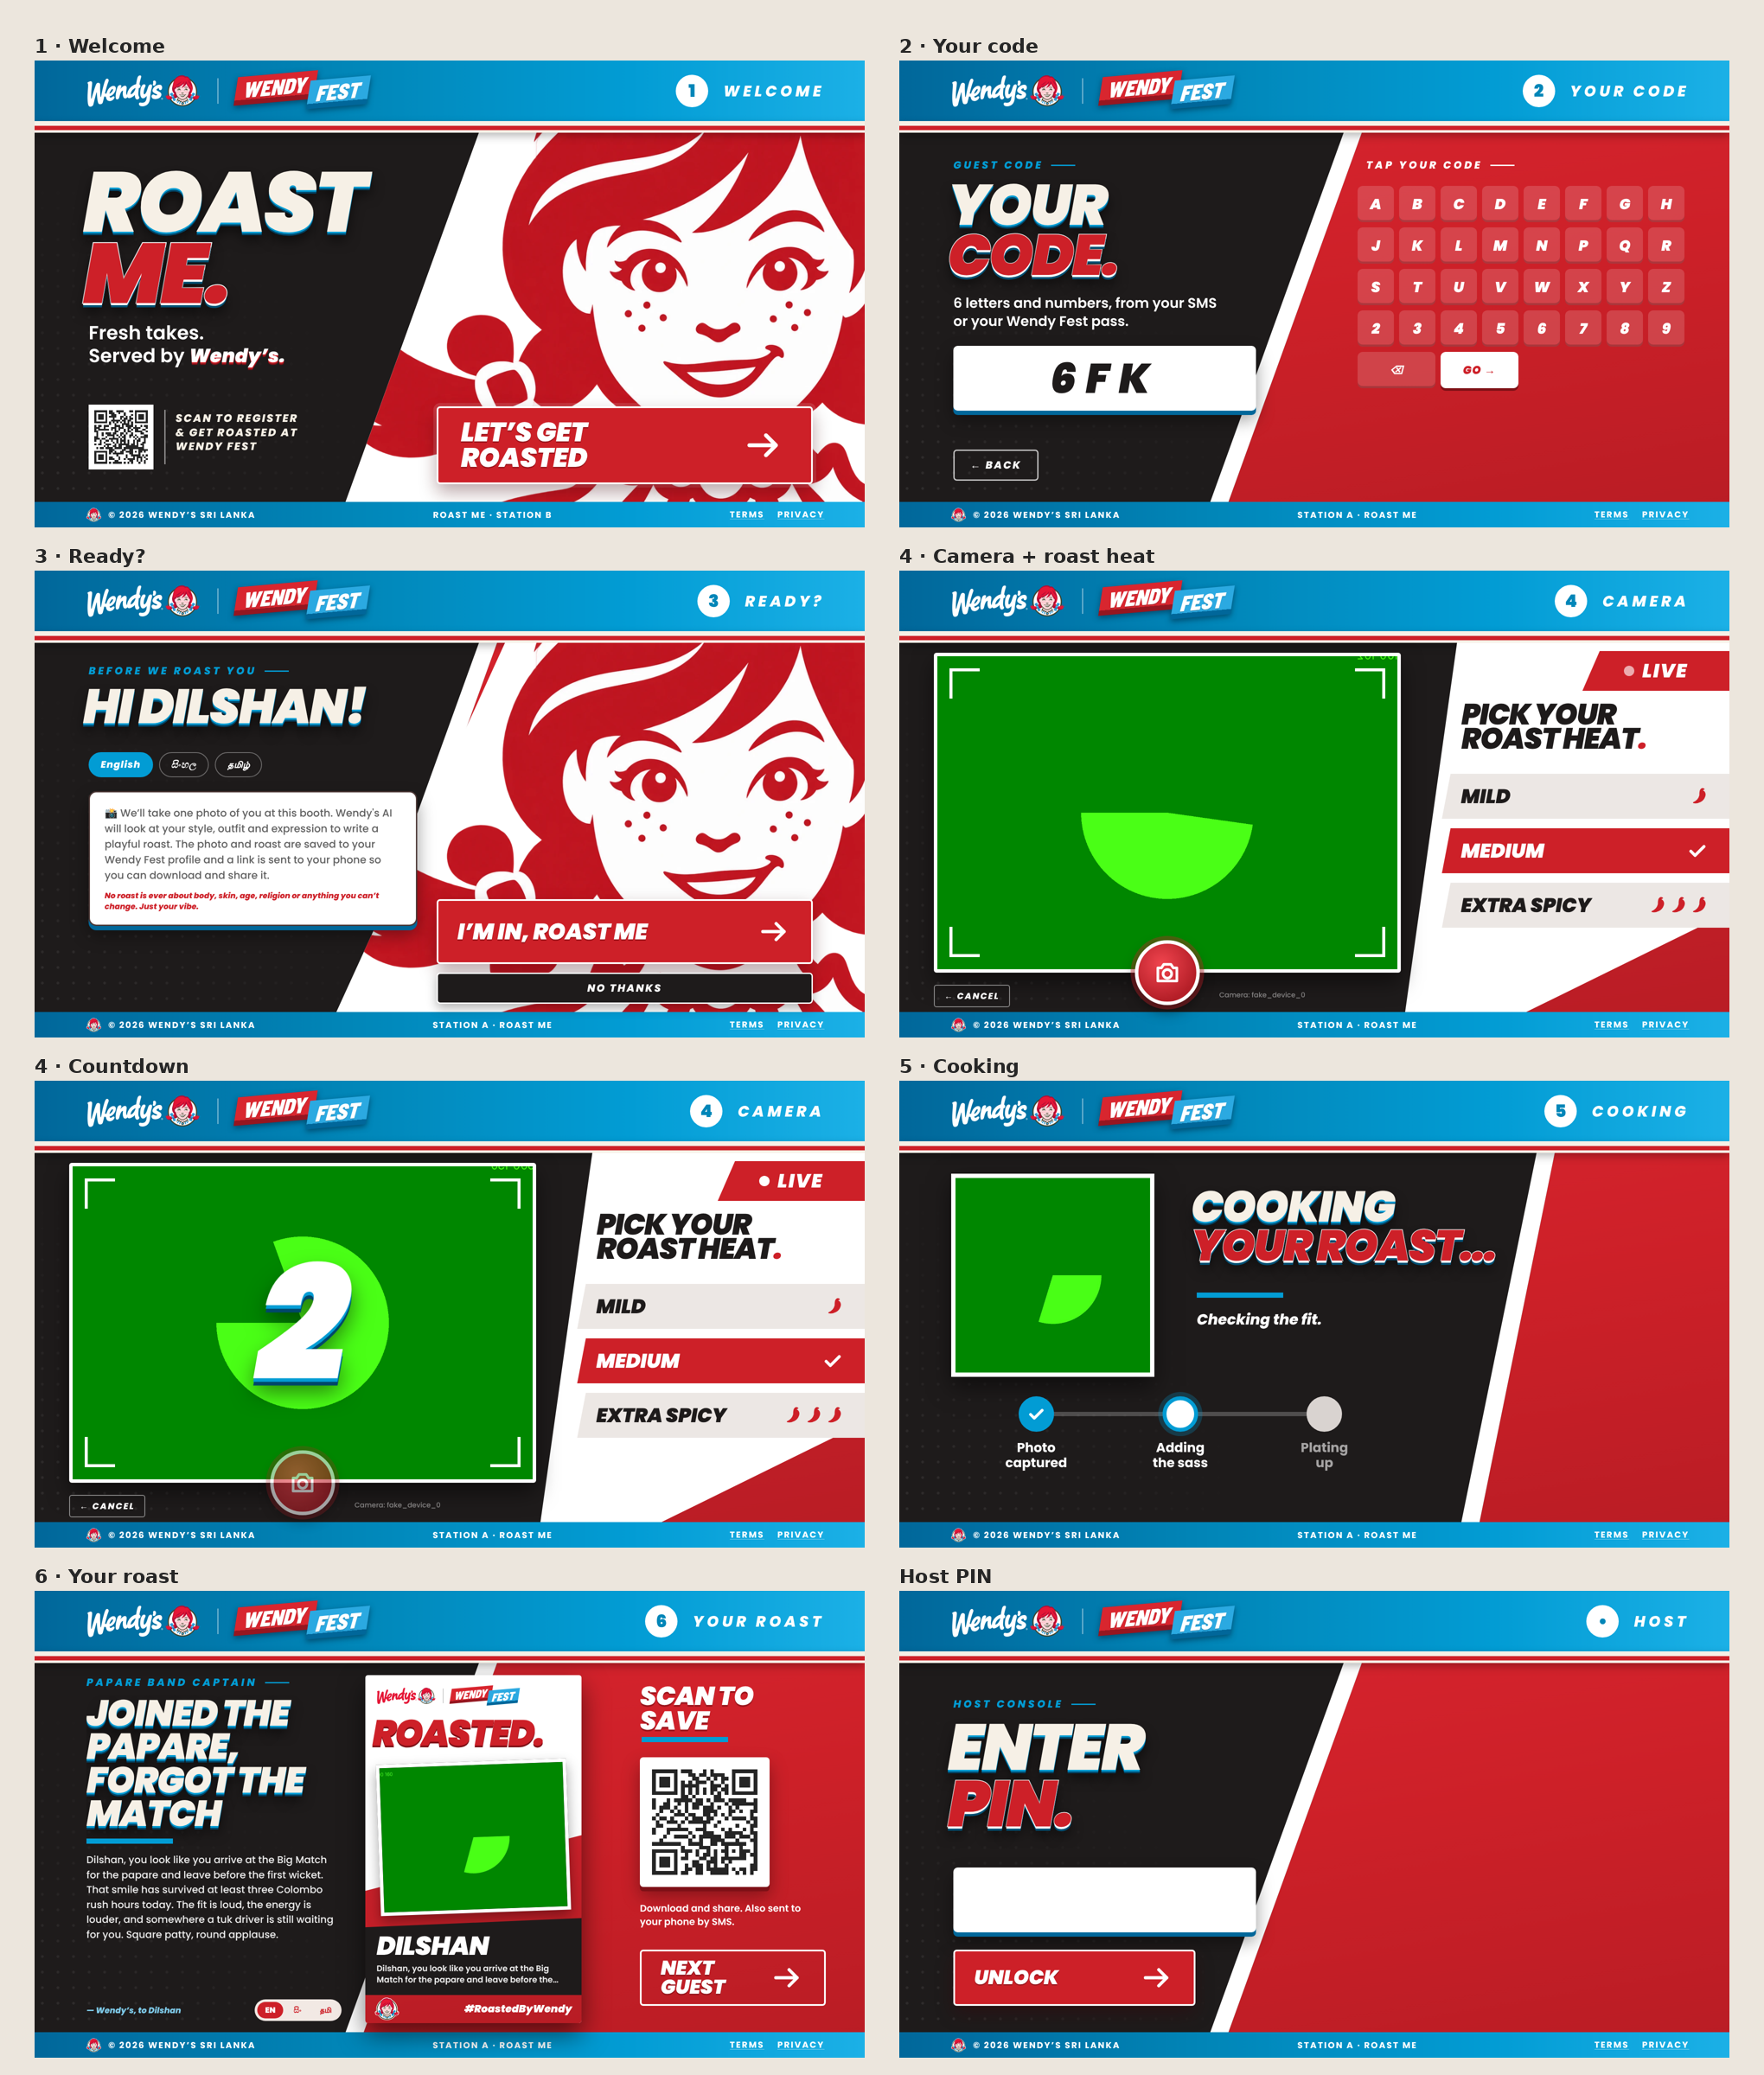 1 · Welcome
Wendy's
WENDY FEST
1 WELCOME
ROAST
ME.
Fresh takes.
Served by Wendy's.
SCAN TO REGISTER
& GET ROASTED AT
WENDY FEST
LET'S GET
ROASTED
© 2026 WENDY'S SRI LANKA
ROAST ME · STATION B
TERMS PRIVACY
2 · Your code
Wendy's
WENDY FEST
2 YOUR CODE
GUEST CODE
YOUR
CODE.
6 letters and numbers, from your SMS
or your Wendy Fest pass.
6FK
← BACK
TAP YOUR CODE
A B C D E F G H
J K L M N P Q R
S T U V W X Y Z
2 3 4 5 6 7 8 9
GO →
© 2026 WENDY'S SRI LANKA
STATION A · ROAST ME
TERMS PRIVACY
3 · Ready?
Wendy's
WENDY FEST
3 READY?
BEFORE WE ROAST YOU
HI DILSHAN!
English සිංහල தமிழ்
We'll take one photo of you at this booth. Wendy's AI
will look at your style, outfit and expression to write a
playful roast. The photo and roast are saved to your
Wendy Fest profile and a link is sent to your phone so
you can download and share it.
No roast is ever about body, skin, age, religion or anything you can't
change. Just your vibe.
I'M IN, ROAST ME
NO THANKS
© 2026 WENDY'S SRI LANKA
STATION A · ROAST ME
TERMS PRIVACY
4 · Camera + roast heat
Wendy's
WENDY FEST
4 CAMERA
LIVE
PICK YOUR
ROAST HEAT.
MILD
MEDIUM
EXTRA SPICY
← CANCEL
Camera: fake_device_0
© 2026 WENDY'S SRI LANKA
STATION A · ROAST ME
TERMS PRIVACY
4 · Countdown
Wendy's
WENDY FEST
4 CAMERA
2
LIVE
PICK YOUR
ROAST HEAT.
MILD
MEDIUM
EXTRA SPICY
← CANCEL
Camera: fake_device_0
© 2026 WENDY'S SRI LANKA
STATION A · ROAST ME
TERMS PRIVACY
5 · Cooking
Wendy's
WENDY FEST
5 COOKING
COOKING
YOUR ROAST...
Checking the fit.
Photo
captured
Adding
the sass
Plating
up
© 2026 WENDY'S SRI LANKA
STATION A · ROAST ME
TERMS PRIVACY
6 · Your roast
Wendy's
WENDY FEST
6 YOUR ROAST
PAPARE BAND CAPTAIN
JOINED THE
PAPARE,
FORGOT THE
MATCH
Dilshan, you look like you arrive at the Big Match
for the papare and leave before the first wicket.
That smile has survived at least three Colombo
rush hours today. The fit is loud, the energy is
louder, and somewhere a tuk driver is still waiting
for you. Square patty, round applause.
— Wendy's, to Dilshan
EN සිං தமி
Wendy's
WENDY FEST
ROASTED.
DILSHAN
Dilshan, you look like you arrive at the Big
Match for the papare and leave before the...
#RoastedByWendy
SCAN TO
SAVE
Download and share. Also sent to
your phone by SMS.
NEXT
GUEST
© 2026 WENDY'S SRI LANKA
STATION A · ROAST ME
TERMS PRIVACY
Host PIN
Wendy's
WENDY FEST
HOST
HOST CONSOLE
ENTER
PIN.
UNLOCK
© 2026 WENDY'S SRI LANKA
STATION A · ROAST ME
TERMS PRIVACY